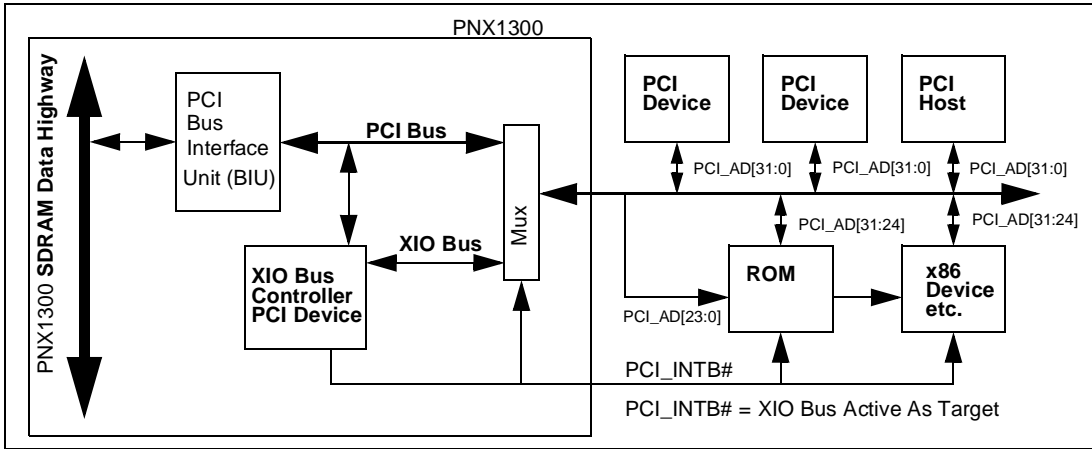 PNX1300
PNX1300 SDRAM Data Highway
PCI
Bus
Interface
Unit (BIU)
PCI Bus
XIO Bus
XIO Bus
Controller
PCI Device
Mux
PCI
Device
PCI
Device
PCI
Host
PCI_AD[31:0]
PCI_AD[31:0]
PCI_AD[31:0]
PCI_AD[31:24]
PCI_AD[31:24]
ROM
x86
Device
etc.
PCI_AD[23:0]
PCI_INTB#
PCI_INTB# = XIO Bus Active As Target